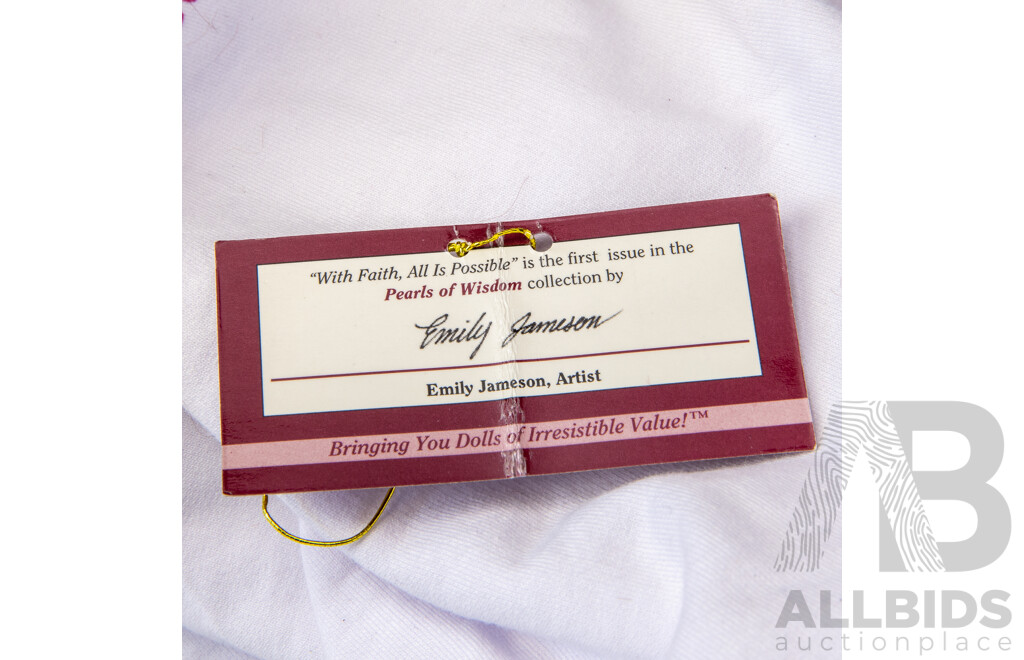 “With Faith, All Is Possible” is the first issue in the
Pearls of Wisdom collection by
Emily Jameson
Emily Jameson, Artist
Bringing You Dolls of Irresistible Value!™
AB
ALLBIDS
auctionplace